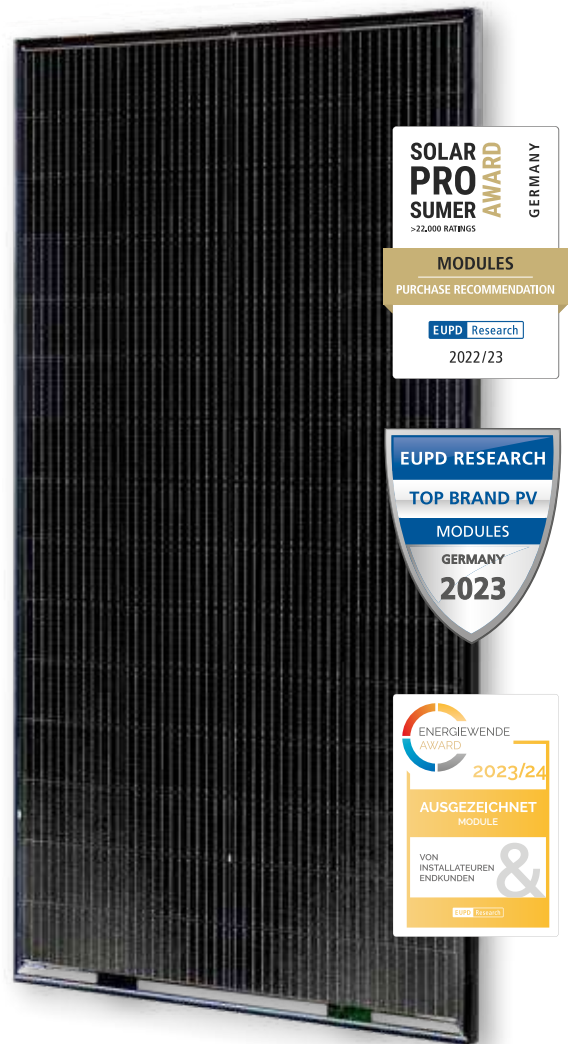 SOLAR
PRO
SUMER
AWARD
GERMANY
>22.000 RATINGS
MODULES
PURCHASE RECOMMENDATION
EUPD Research
2022/23
EUPD RESEARCH
TOP BRAND PV
MODULES
GERMANY
2023
ENERGIEWENDE
AWARD
2023/24
AUSGEZEICHNET
MODULE
VON
INSTALLATEUREN
&
ENDKUNDEN
EUPD Research